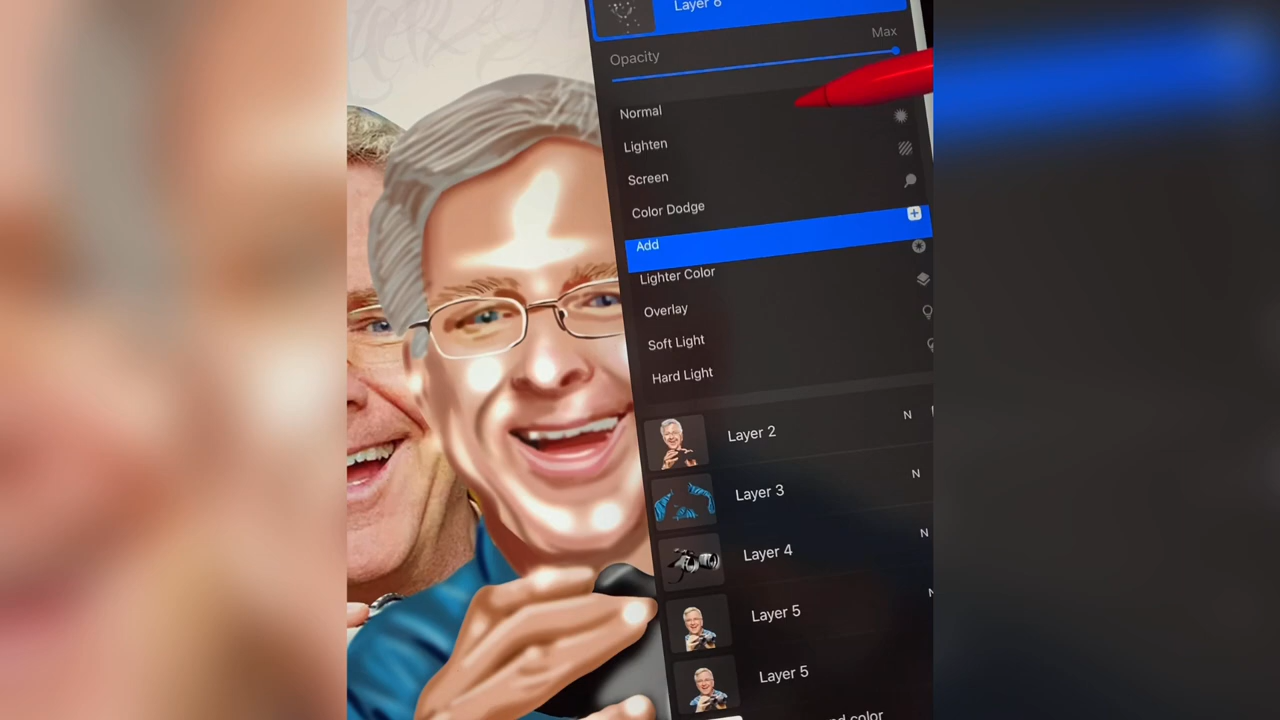 Layer 6
Opacity
Max
Normal
Lighten
Screen
Color Dodge
Add
Lighter Color
Overlay
Soft Light
Hard Light
Layer 2
N
Layer 3
N
Layer 4
N
Layer 5
N
Layer 5
color